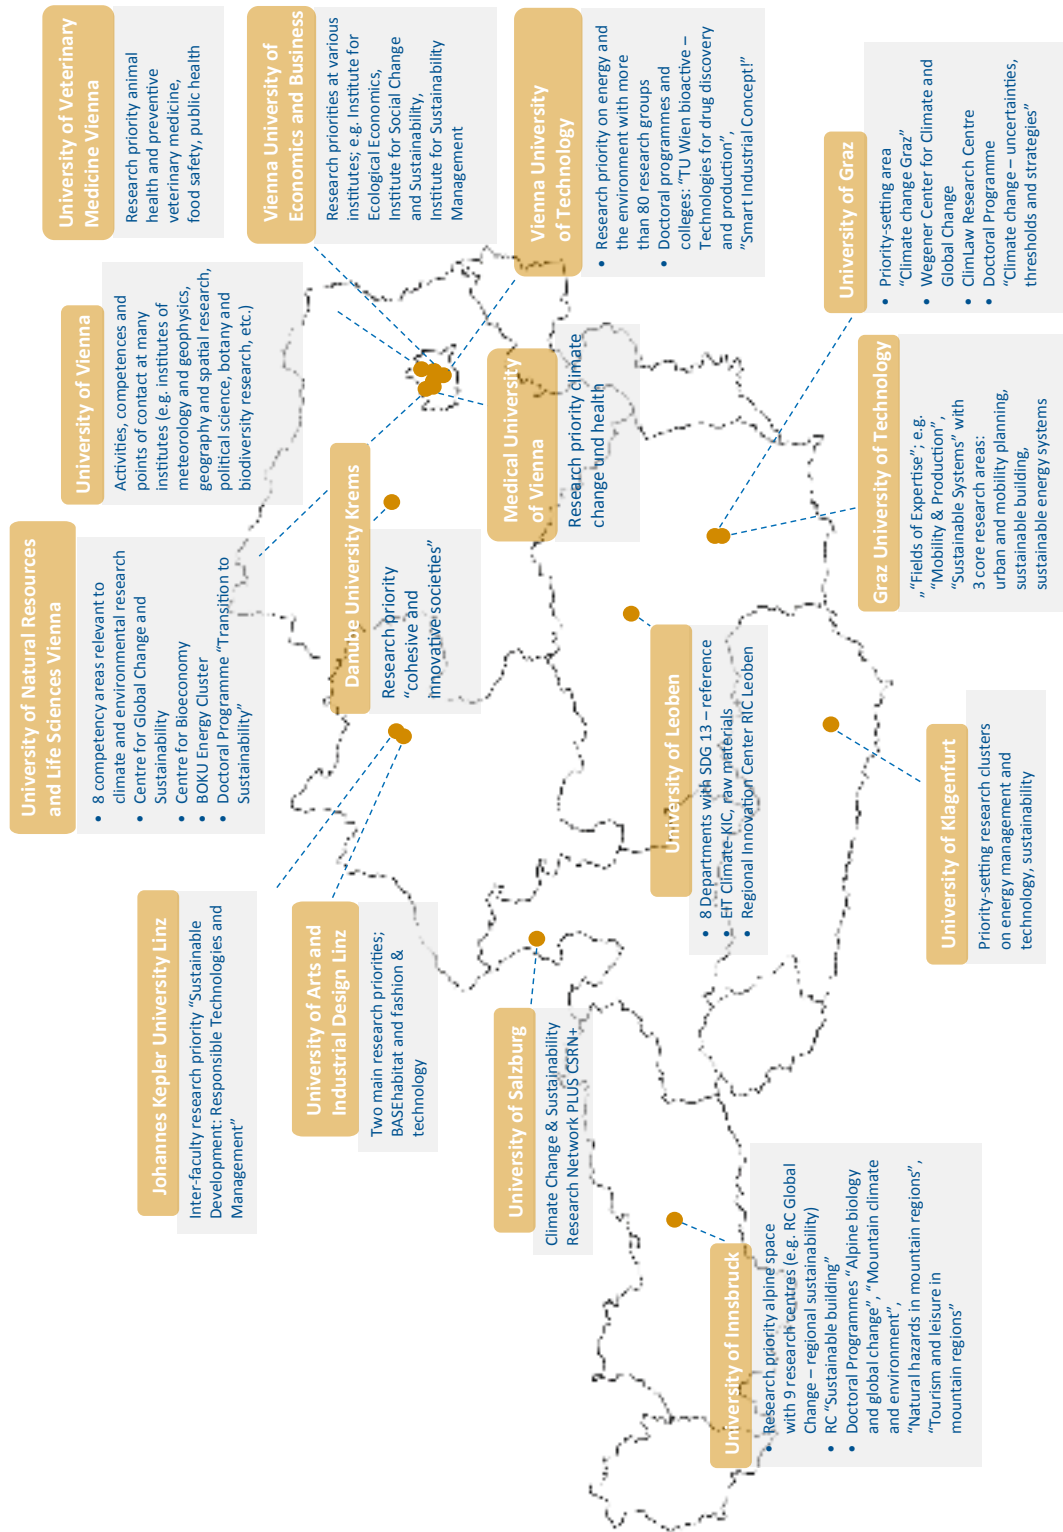 University of Natural Resources
and Life Sciences Vienna
• 8 competency areas relevant to
climate and environmental research
• Centre for Global Change and
Sustainability
• Centre for Bioeconomy
• BOKU Energy Cluster
• Doctoral Programme “Transition to
Sustainability”
University of Vienna
Activities, competences and
points of contact at many
institutes (e.g. institutes of
meteorology and geophysics,
geography and spatial research,
political science, botany and
biodiversity research, etc.)
University of Veterinary
Medicine Vienna
Research priority animal
health and preventive
veterinary medicine,
food safety, public health
Johannes Kepler University Linz
Inter-faculty research priority “Sustainable
Development: Responsible Technologies and
Management”
Vienna University of
Economics and Business
Research priorities at various
institutes; e.g. Institute for
Ecological Economics,
Institute for Social Change
and Sustainability,
Institute for Sustainability
Management
University of Arts and
Industrial Design Linz
Two main research priorities;
BASEhabitat and fashion &
technology
Danube University Krems
Research priority
“cohesive and
innovative societies”
Medical University
of Vienna
Research priority climate
change und health
Vienna University
of Technology
• Research priority on energy and
the environment with more
than 80 research groups
• Doctoral programmes and
colleges: “TU Wien bioactive –
Technologies for drug discovery
and production”,
”Smart Industrial Concept!”
University of Salzburg
Climate Change & Sustainability
Research Network PLUS CSRN+
University of Leoben
• 8 Departments with SDG 13 – reference
• EIT Climate-KIC, raw materials
• Regional Innovation Center RIC Leoben
University of Graz
• Priority-setting area
“Climate change Graz”
• Wegener Center for Climate and
Global Change
• ClimLaw Research Centre
• Doctoral Programme
“Climate change – uncertainties,
thresholds and strategies”
University of Innsbruck
• Research priority alpine space
with 9 research centres (e.g. RC Global
Change – regional sustainability)
• RC “Sustainable building”
• Doctoral Programmes “Alpine biology
and global change”, “Mountain climate
and environment”,
“Natural hazards in mountain regions”,
“Tourism and leisure in
mountain regions”
Graz University of Technology
• “Fields of Expertise”; e.g.
” “Mobility & Production”,
“Sustainable Systems” with
3 core research areas:
urban and mobility planning,
sustainable building,
sustainable energy systems
University of Klagenfurt
Priority-setting research clusters
on energy management and
technology, sustainability